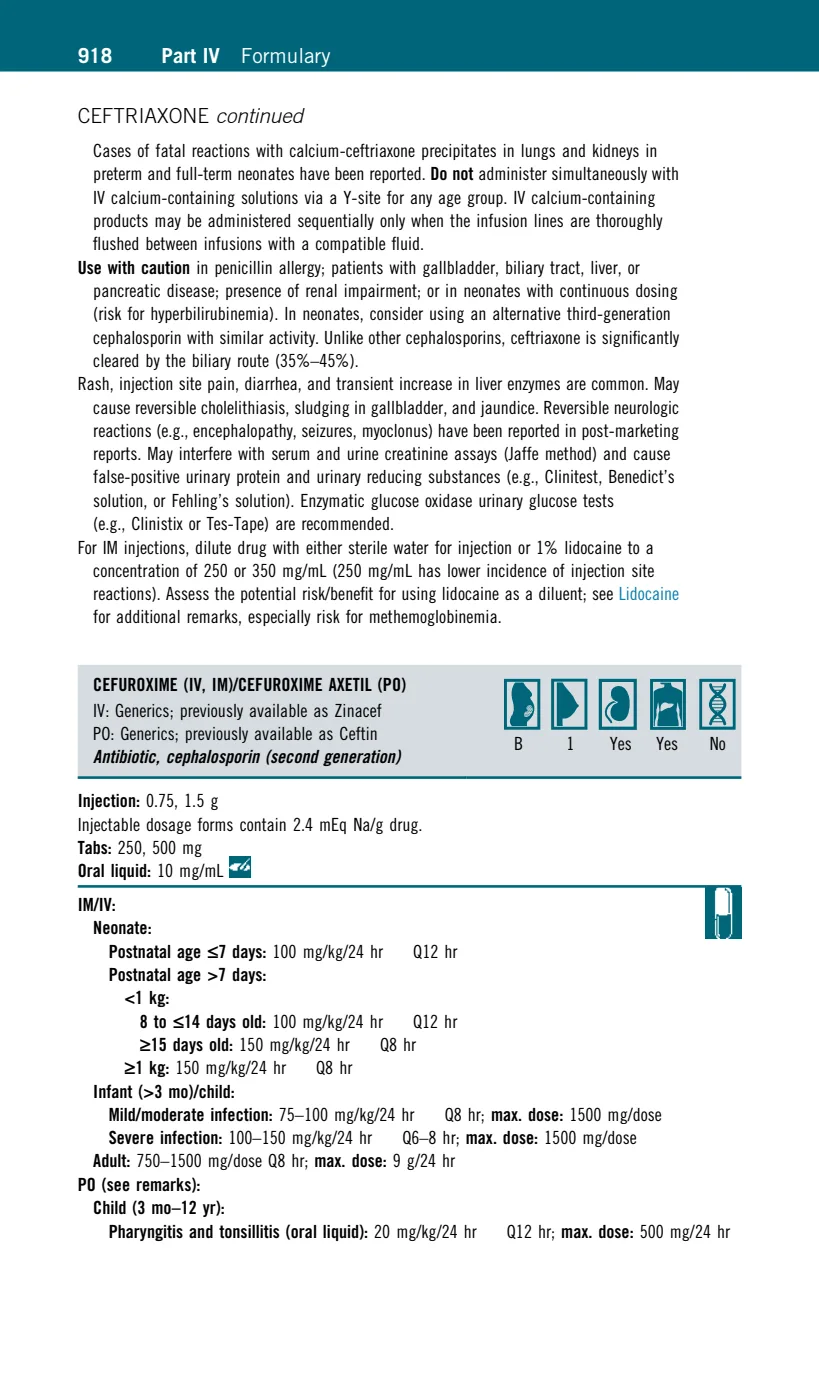 918 Part IV Formulary
CEFTRIAXONE continued
Cases of fatal reactions with calcium-ceftriaxone precipitates in lungs and kidneys in
preterm and full-term neonates have been reported. Do not administer simultaneously with
IV calcium-containing solutions via a Y-site for any age group. IV calcium-containing
products may be administered sequentially only when the infusion lines are thoroughly
flushed between infusions with a compatible fluid.
Use with caution in penicillin allergy; patients with gallbladder, biliary tract, liver, or
pancreatic disease; presence of renal impairment; or in neonates with continuous dosing
(risk for hyperbilirubinemia). In neonates, consider using an alternative third-generation
cephalosporin with similar activity. Unlike other cephalosporins, ceftriaxone is significantly
cleared by the biliary route (35%–45%).
Rash, injection site pain, diarrhea, and transient increase in liver enzymes are common. May
cause reversible cholelithiasis, sludging in gallbladder, and jaundice. Reversible neurologic
reactions (e.g., encephalopathy, seizures, myoclonus) have been reported in post-marketing
reports. May interfere with serum and urine creatinine assays (Jaffe method) and cause
false-positive urinary protein and urinary reducing substances (e.g., Clinitest, Benedict's
solution, or Fehling's solution). Enzymatic glucose oxidase urinary glucose tests
(e.g., Clinistix or Tes-Tape) are recommended.
For IM injections, dilute drug with either sterile water for injection or 1% lidocaine to a
concentration of 250 or 350 mg/mL (250 mg/mL has lower incidence of injection site
reactions). Assess the potential risk/benefit for using lidocaine as a diluent; see Lidocaine
for additional remarks, especially risk for methemoglobinemia.
CEFUROXIME (IV, IM)/CEFUROXIME AXETIL (PO)
IV: Generics; previously available as Zinacef
PO: Generics; previously available as Ceftin
Antibiotic, cephalosporin (second generation)
B 1 Yes Yes No
Injection: 0.75, 1.5 g
Injectable dosage forms contain 2.4 mEq Na/g drug.
Tabs: 250, 500 mg
Oral liquid: 10 mg/mL
IM/IV:
Neonate:
Postnatal age ≤7 days: 100 mg/kg/24 hr Q12 hr
Postnatal age >7 days:
<1 kg:
8 to ≤14 days old: 100 mg/kg/24 hr Q12 hr
≥15 days old: 150 mg/kg/24 hr Q8 hr
≥1 kg: 150 mg/kg/24 hr Q8 hr
Infant (>3 mo)/child:
Mild/moderate infection: 75–100 mg/kg/24 hr Q8 hr; max. dose: 1500 mg/dose
Severe infection: 100–150 mg/kg/24 hr Q6–8 hr; max. dose: 1500 mg/dose
Adult: 750–1500 mg/dose Q8 hr; max. dose: 9 g/24 hr
PO (see remarks):
Child (3 mo–12 yr):
Pharyngitis and tonsillitis (oral liquid): 20 mg/kg/24 hr Q12 hr; max. dose: 500 mg/24 hr